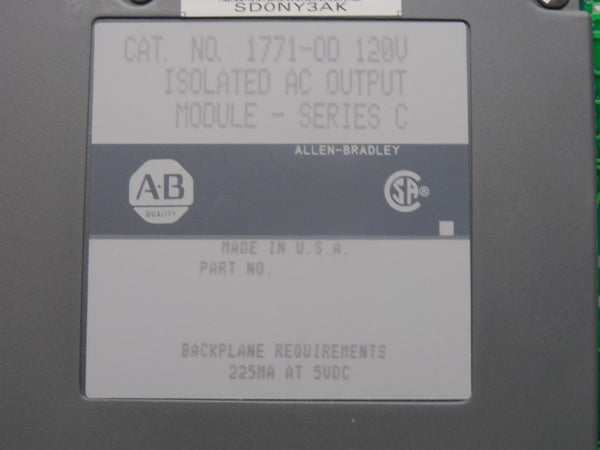 SD0NY3AK
CAT. NO. 1771-OD 120V
ISOLATED AC OUTPUT
MODULE - SERIES C
ALLEN-BRADLEY
A·B
QUALITY
SA®
MADE IN U.S.A.
PART NO.
BACKPLANE REQUIREMENTS
225MA AT 5VDC